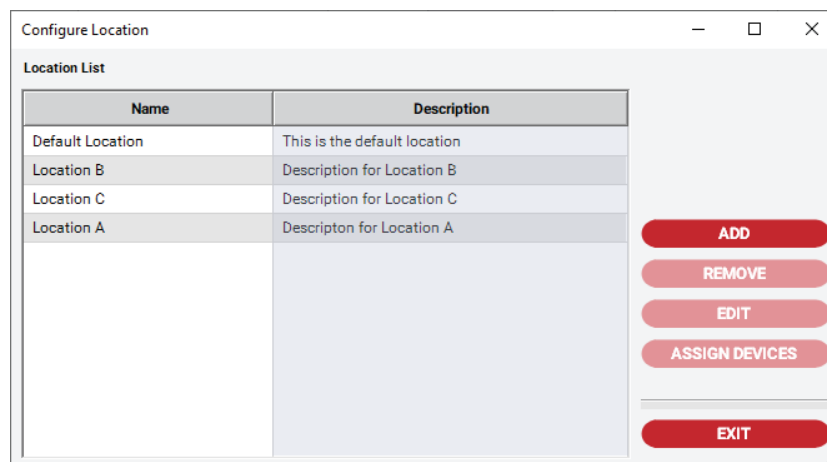 Configure Location
Location List
Name Description
Default Location This is the default location
Location B Description for Location B
Location C Description for Location C
Location A Descripton for Location A
ADD
REMOVE
EDIT
ASSIGN DEVICES
EXIT